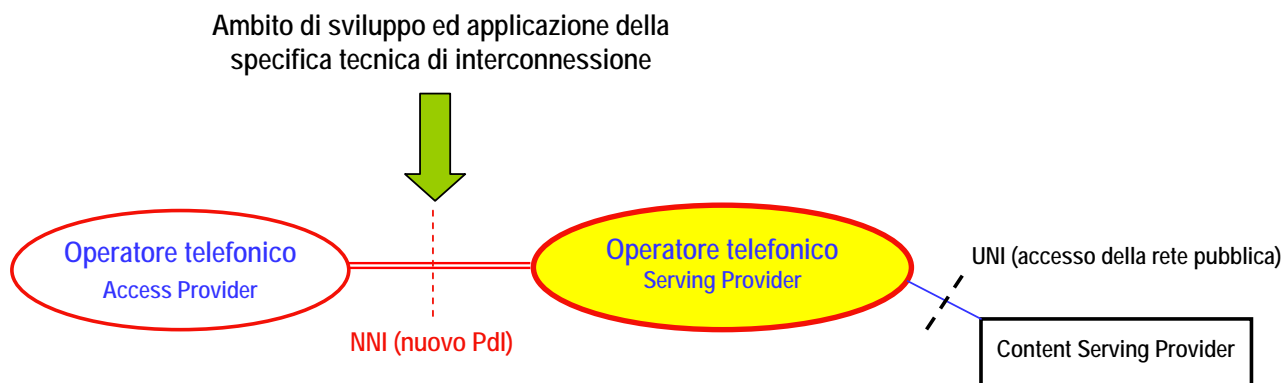 Ambito di sviluppo ed applicazione della
specifica tecnica di interconnessione
Operatore telefonico
Access Provider
NNI (nuovo PdI)
Operatore telefonico
Serving Provider
UNI (accesso della rete pubblica)
Content Serving Provider